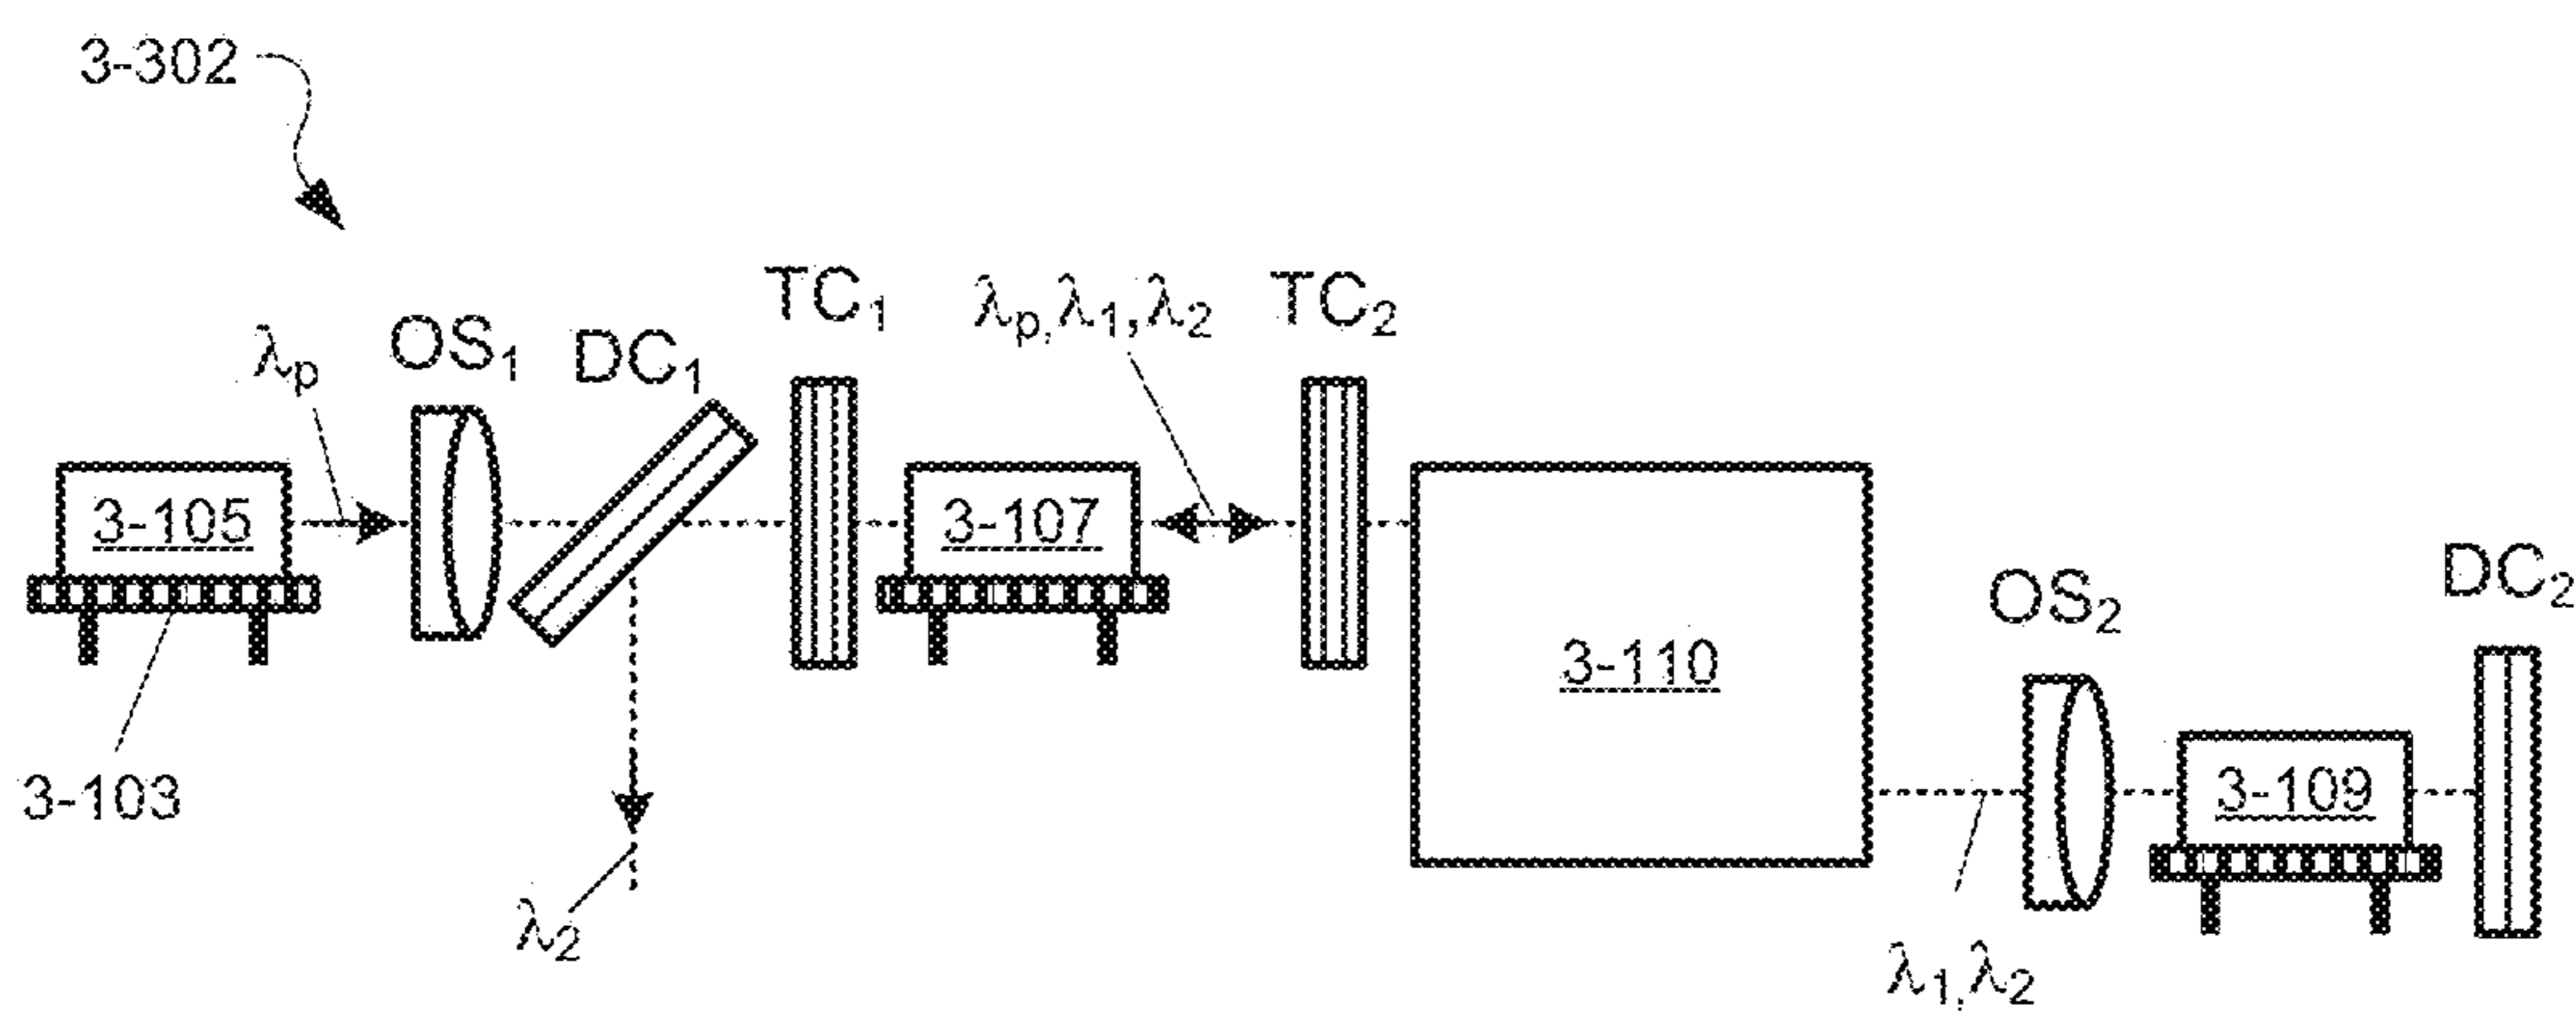 3-302
TC₁
λp,λ₁,λ₂
TC₂
λp
OS₁
DC₁
3-105
3-107
3-110
OS₂
DC₂
3-103
3-109
λ₂
λ₁,λ₂